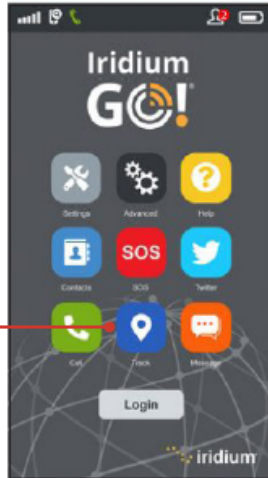 Iridium
GO!
Settings
Advanced
Help
Contacts
SOS
SOS
Twitter
Call
Track
Message
Login
iridium